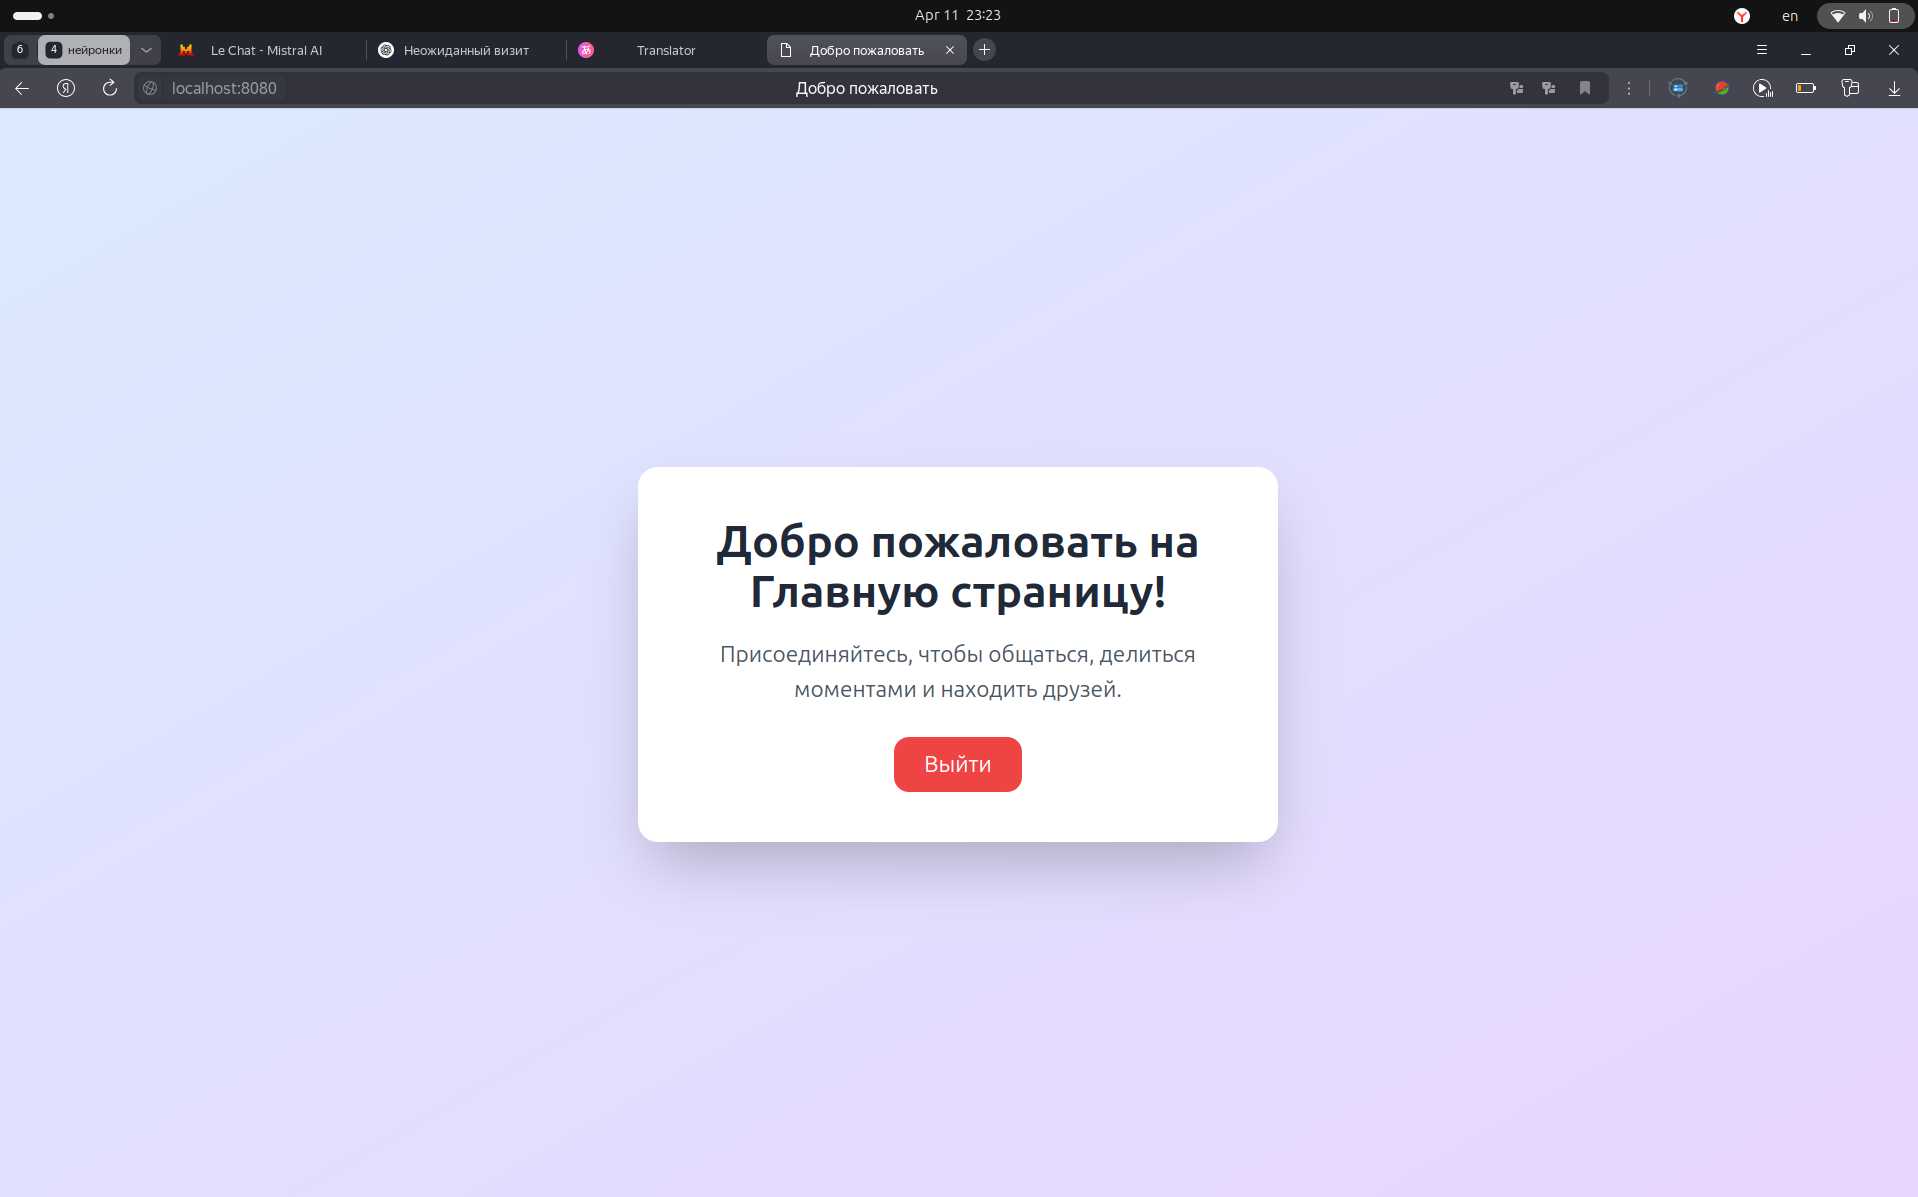 Apr 11 23:23
en
6
4 нейронки
Le Chat - Mistral AI
Неожиданный визит
あ
Translator
Добро пожаловать
Я
localhost:8080
Добро пожаловать
Добро пожаловать на
Главную страницу!
Присоединяйтесь, чтобы общаться, делиться
моментами и находить друзей.
Выйти